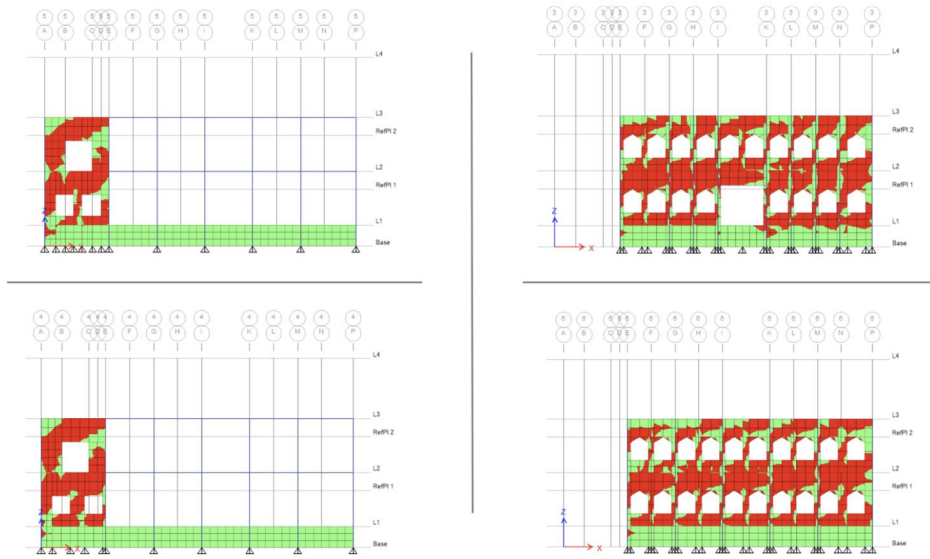 5 5 5 5 5 5 5 5 5 5 5 5 5 5
A B C D E F G H I K L M N P
L4
L3
RefPl 2
L2
RefPl 1
L1
Base
Z
X
3 3 3 3 3 3 3 3 3 3 3 3 3 3
A B C D E F G H I K L M N P
L4
L3
RefPl 2
L2
RefPl 1
L1
Base
Z
X
4 4 4 4 4 4 4 4 4 4 4 4 4 4
A B C D E F G H I K L M N P
L4
L3
RefPl 2
L2
RefPl 1
L1
Base
Z
X
6 6 6 6 6 6 6 6 6 6 6 6 6 6
A B C D E F G H I K L M N P
L4
L3
RefPl 2
L2
RefPl 1
L1
Base
Z
X